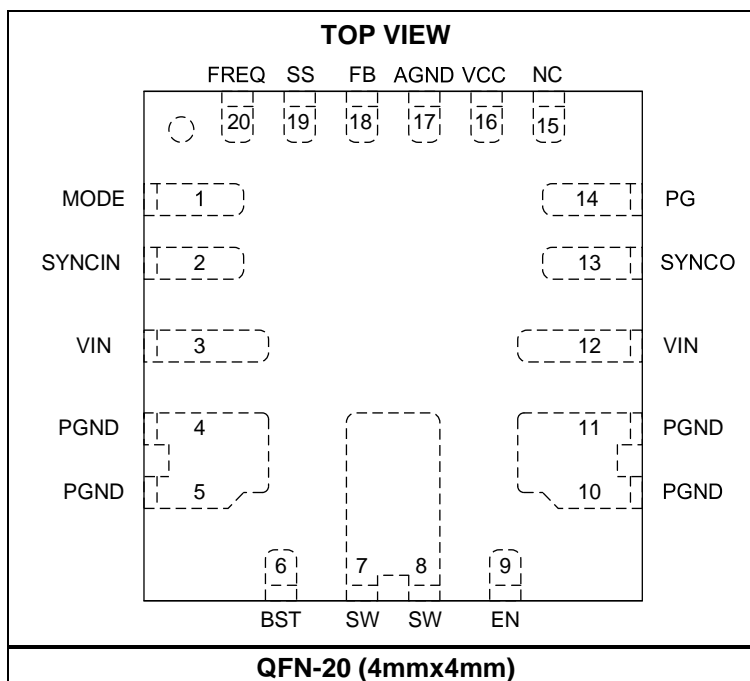 TOP VIEW
FREQ SS FB AGND VCC NC
20 19 18 17 16 15
MODE 1 14 PG
SYNCIN 2 13 SYNCO
VIN 3 12 VIN
PGND 4 11 PGND
PGND 5 10 PGND
6 7 8 9
BST SW SW EN
QFN-20 (4mmx4mm)